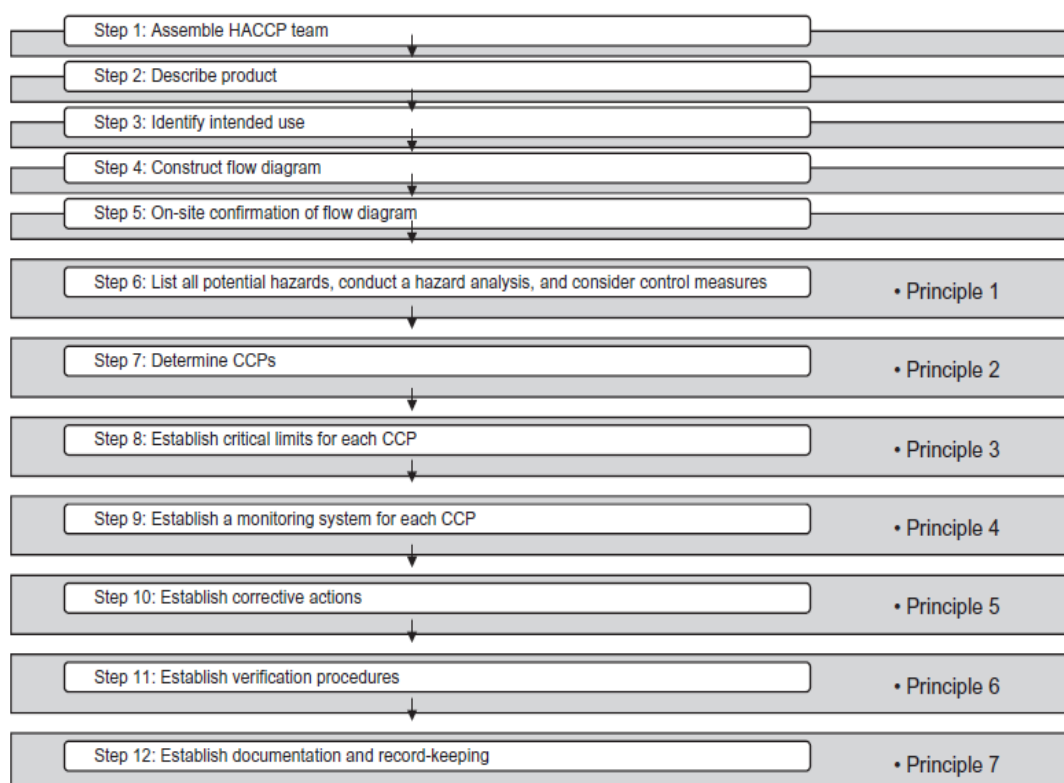 Step 1: Assemble HACCP team
Step 2: Describe product
Step 3: Identify intended use
Step 4: Construct flow diagram
Step 5: On-site confirmation of flow diagram
Step 6: List all potential hazards, conduct a hazard analysis, and consider control measures
• Principle 1
Step 7: Determine CCPs
• Principle 2
Step 8: Establish critical limits for each CCP
• Principle 3
Step 9: Establish a monitoring system for each CCP
• Principle 4
Step 10: Establish corrective actions
• Principle 5
Step 11: Establish verification procedures
• Principle 6
Step 12: Establish documentation and record-keeping
• Principle 7